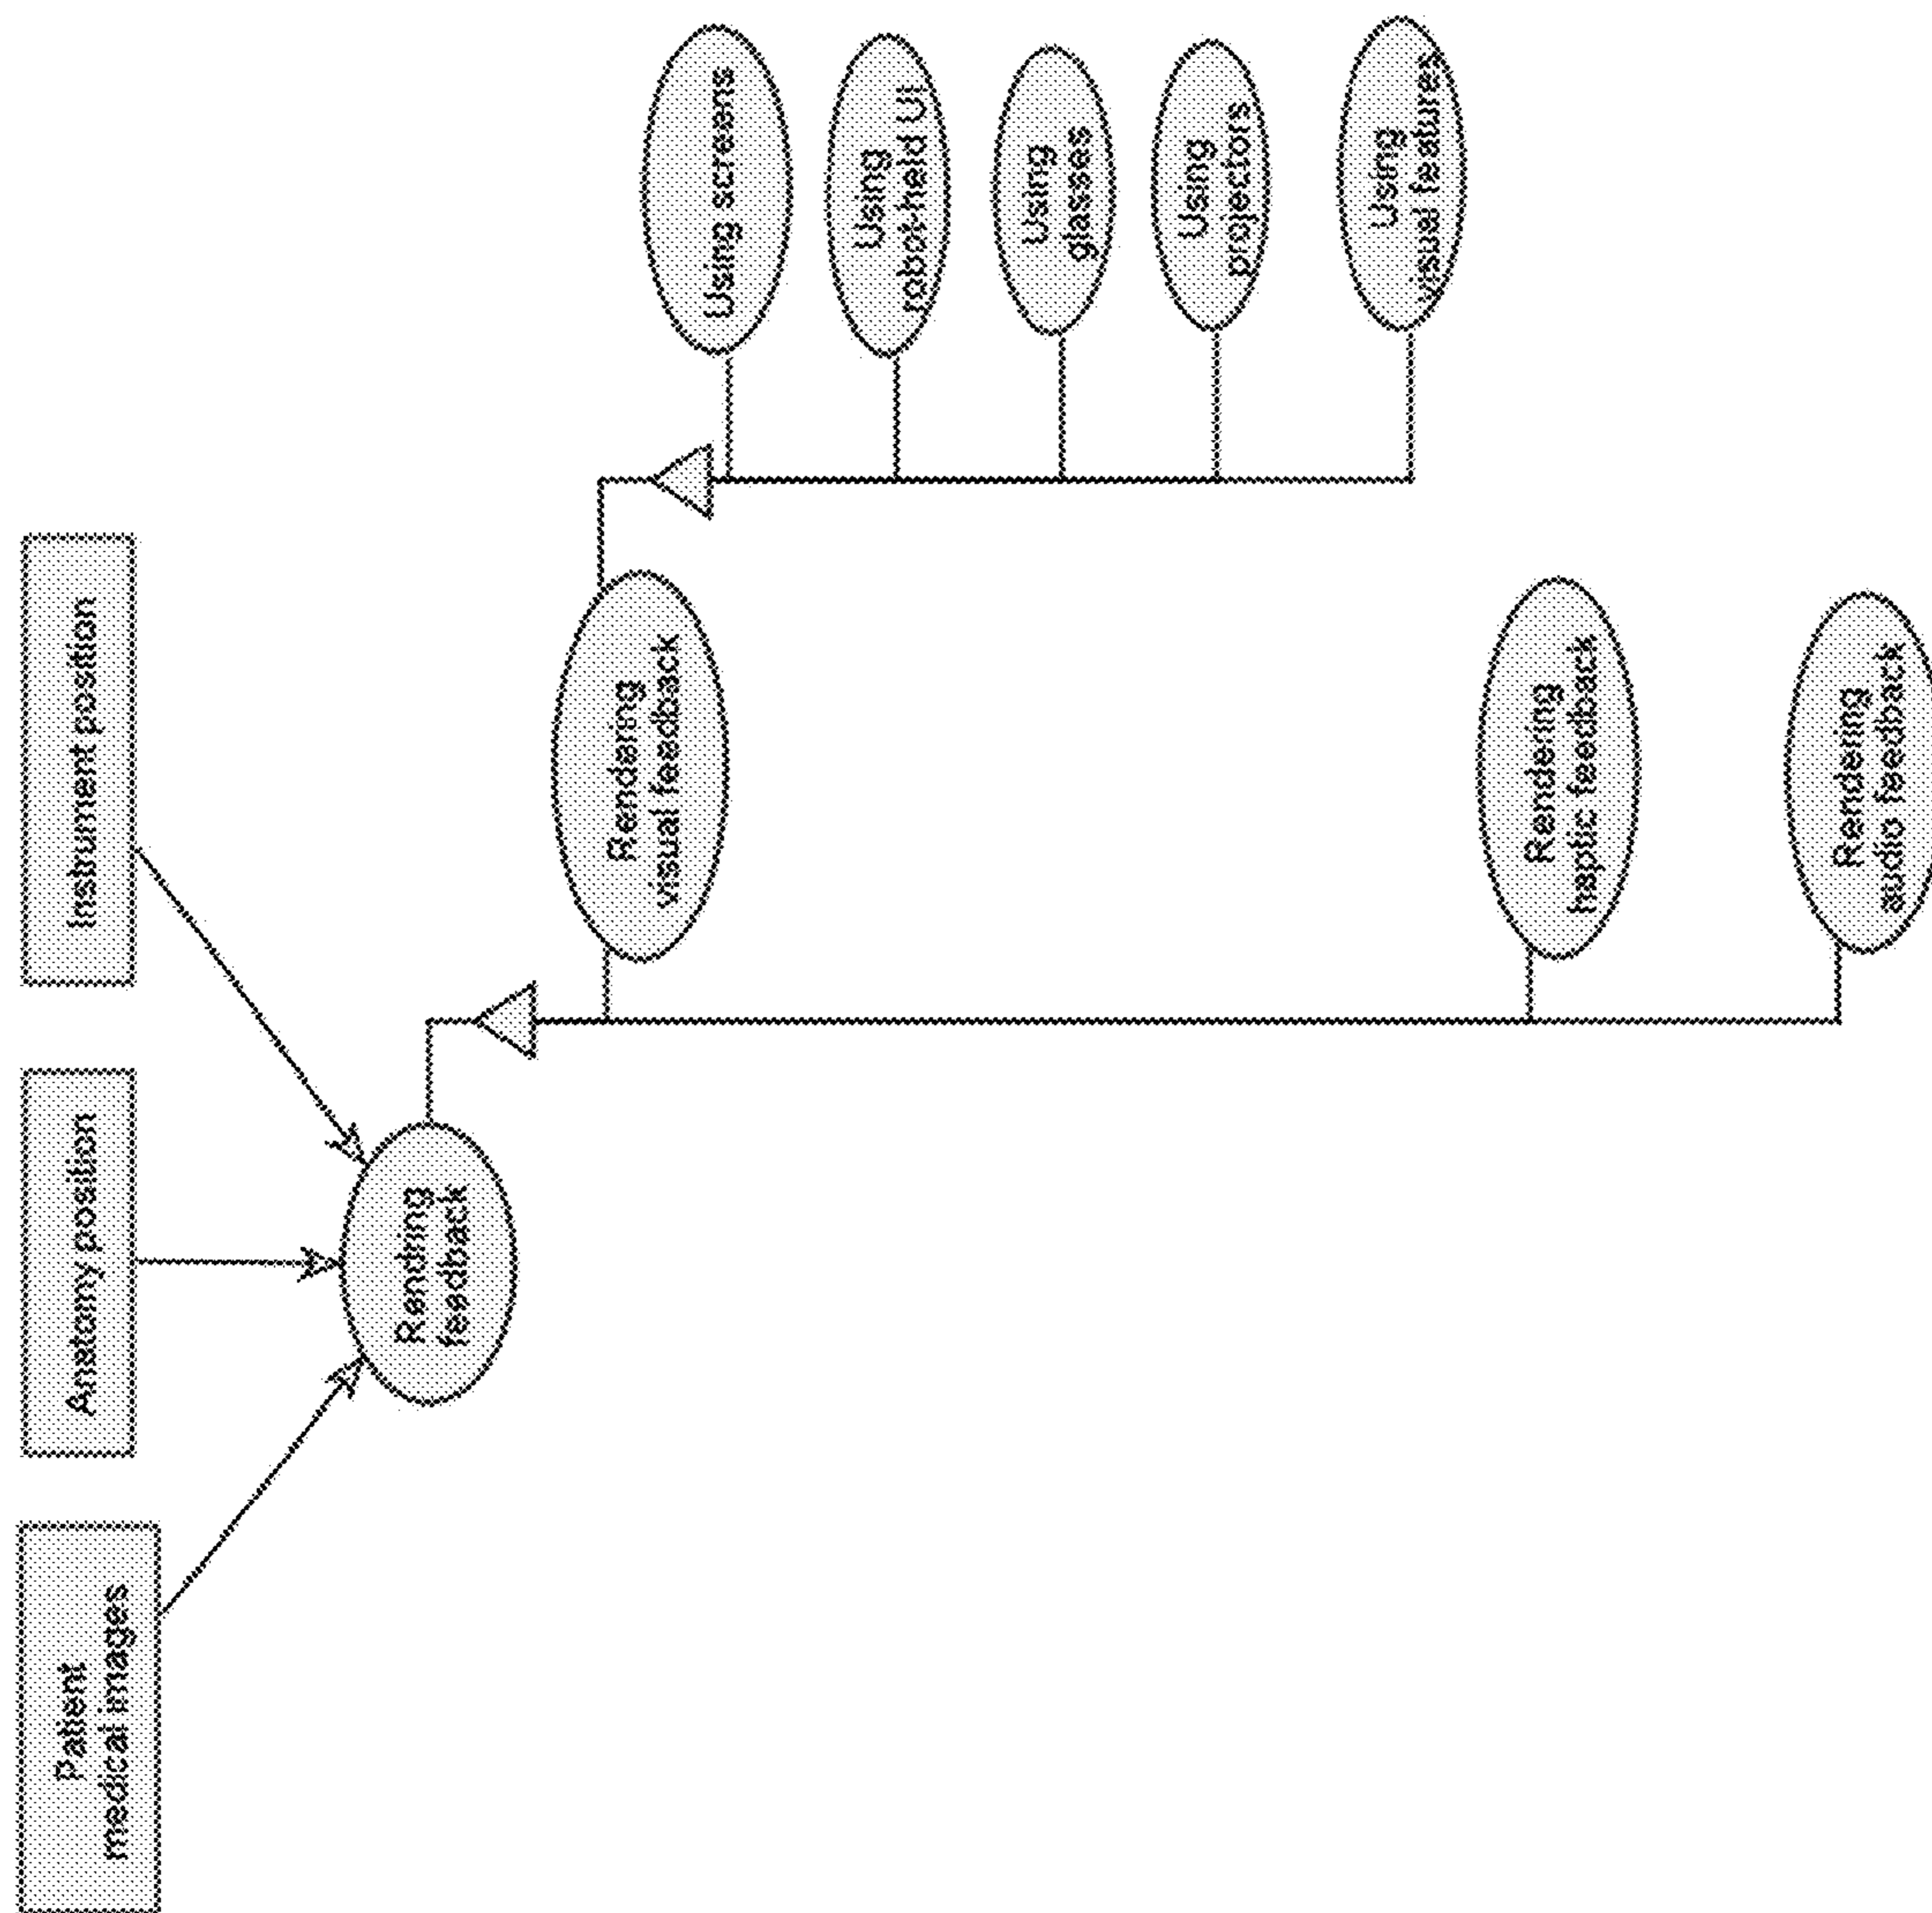 Patient
medical images
Anatomy position
Instrument position
Rending
feedback
Rendering
visual feedback
Using screens
Using
robot-held UI
Using
glasses
Using
projectors
Using
visual features
Rendering
haptic feedback
Rendering
audio feedback